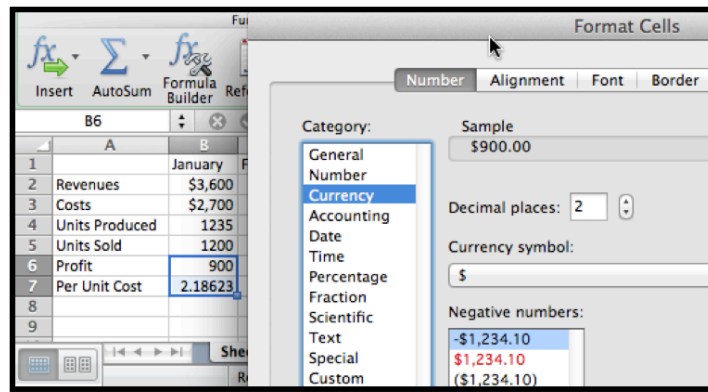 Fu
Format Cells
Insert AutoSum Formula Builder Ref
Number Alignment Font Border
B6
A B
1 January F
2 Revenues $3,600
3 Costs $2,700
4 Units Produced 1235
5 Units Sold 1200
6 Profit 900
7 Per Unit Cost 2.18623
8
9
Shee
R
Category:
General
Number
Currency
Accounting
Date
Time
Percentage
Fraction
Scientific
Text
Special
Custom
Sample
$900.00
Decimal places: 2
Currency symbol:
$
Negative numbers:
-$1,234.10
$1,234.10
($1,234.10)